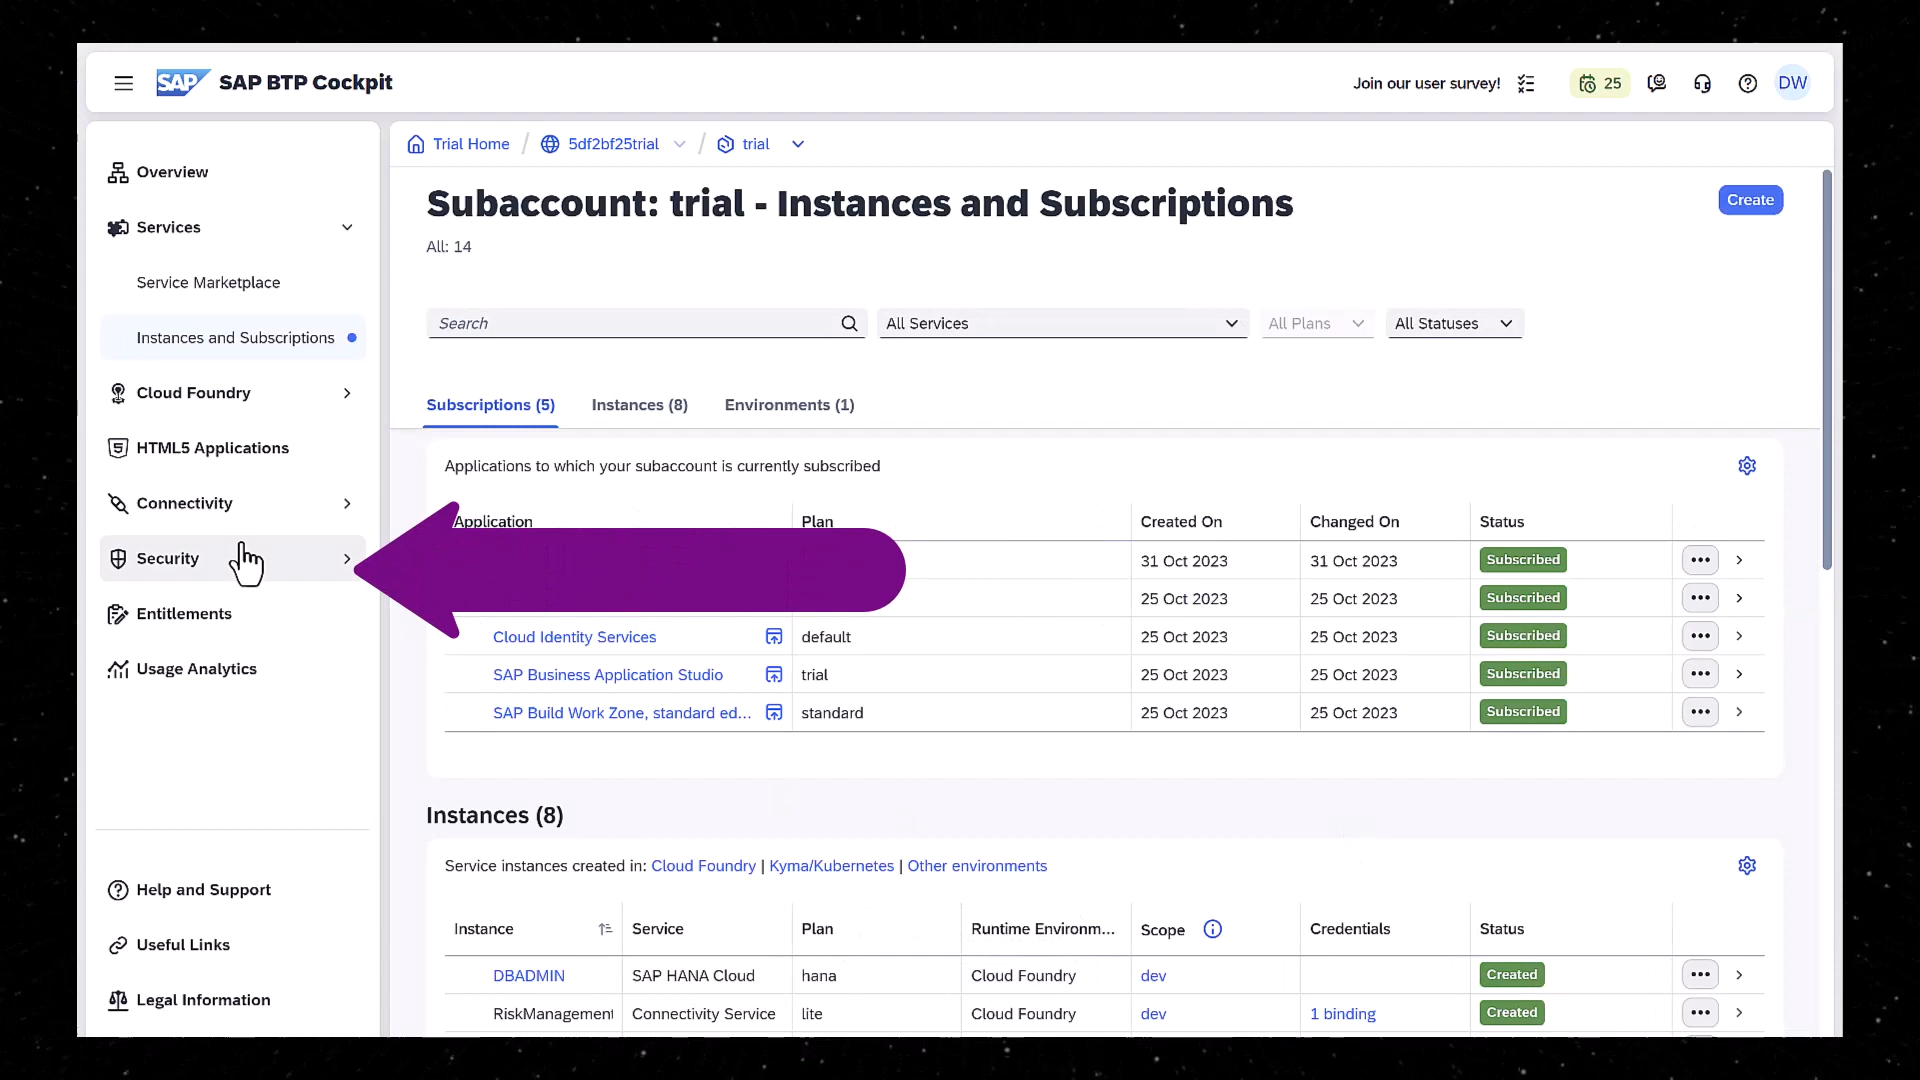 SAP SAP BTP Cockpit
Join our user survey!
25
DW
Overview
Services
Service Marketplace
Instances and Subscriptions
Cloud Foundry
HTML5 Applications
Connectivity
Security
Entitlements
Usage Analytics
Help and Support
Useful Links
Legal Information
Trial Home / 5df2bf25trial / trial
Subaccount: trial - Instances and Subscriptions
Create
All: 14
Search
All Services
All Plans
All Statuses
Subscriptions (5) Instances (8) Environments (1)
Applications to which your subaccount is currently subscribed
Application Plan Created On Changed On Status
31 Oct 2023 31 Oct 2023 Subscribed
25 Oct 2023 25 Oct 2023 Subscribed
Cloud Identity Services default 25 Oct 2023 25 Oct 2023 Subscribed
SAP Business Application Studio trial 25 Oct 2023 25 Oct 2023 Subscribed
SAP Build Work Zone, standard ed... standard 25 Oct 2023 25 Oct 2023 Subscribed
Instances (8)
Service instances created in: Cloud Foundry | Kyma/Kubernetes | Other environments
Instance Service Plan Runtime Environm... Scope Credentials Status
DBADMIN SAP HANA Cloud hana Cloud Foundry dev Created
RiskManagement Connectivity Service lite Cloud Foundry dev 1 binding Created